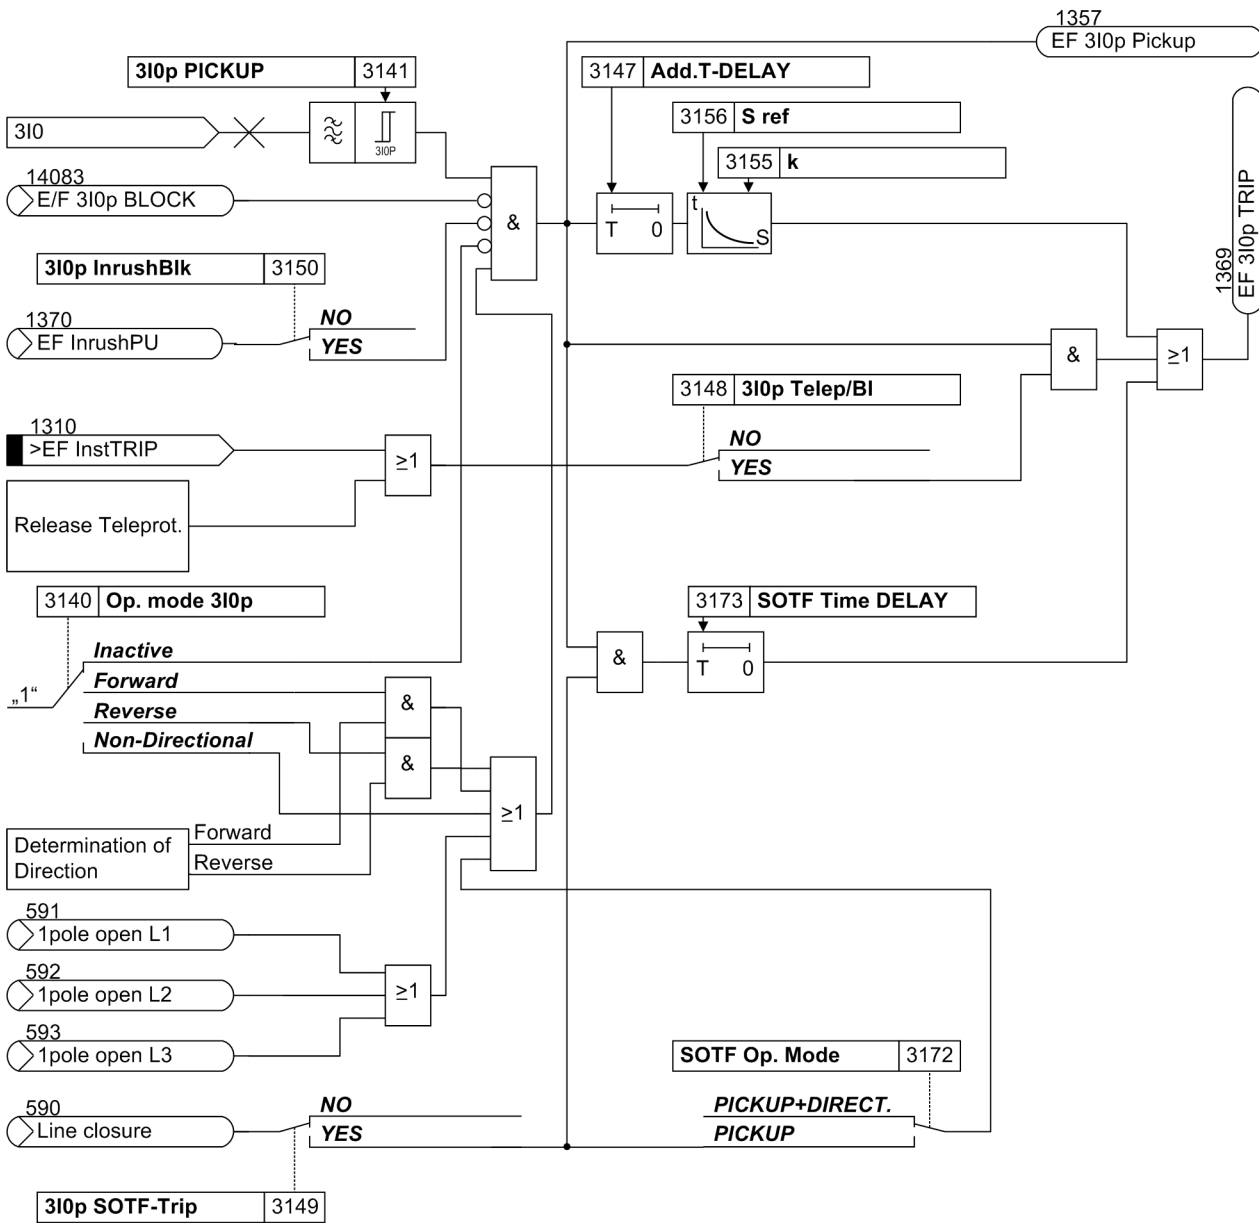 1357
EF 3I0p Pickup
3I0p PICKUP 3141
3147 Add.T-DELAY
3156 S ref
3155 k
3I0
3I0P
14083
E/F 3I0p BLOCK
&
T 0
t
S
1369
EF 3I0p TRIP
3I0p InrushBlk 3150
1370
EF InrushPU
NO
YES
&
≥1
3148 3I0p Telep/BI
1310
>EF InstTRIP
≥1
NO
YES
Release Teleprot.
3140 Op. mode 3I0p
3173 SOTF Time DELAY
„1“
Inactive
Forward
Reverse
Non-Directional
&
T 0
&
&
≥1
Determination of
Direction
Forward
Reverse
591
1pole open L1
592
1pole open L2
≥1
593
1pole open L3
SOTF Op. Mode 3172
590
Line closure
NO
YES
PICKUP+DIRECT.
PICKUP
3I0p SOTF-Trip 3149